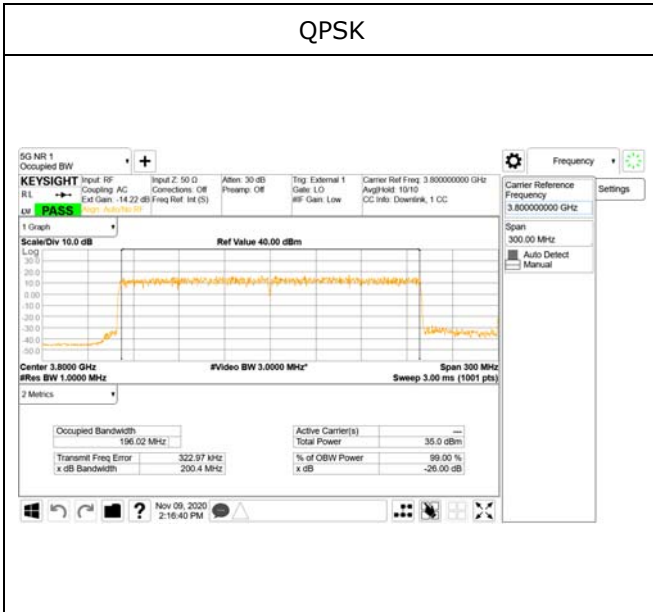 QPSK
5G NR 1
Occupied BW
+
Frequency
KEYSIGHT
Input: RF
Input Z: 50 Ω
Atten: 30 dB
Trig: External 1
Carrier Ref Freq: 3.800000000 GHz
RL
Coupling: AC
Corrections: Off
Preamp: Off
Gate: LO
Avg|Hold: 10/10
Ext Gain: -14.22 dB
Freq Ref: Int (S)
#IF Gain: Low
CC Info: Downlink, 1 CC
PASS
Align: Auto/No RF
Carrier Reference
Frequency
3.800000000 GHz
Settings
Span
300.00 MHz
Auto Detect
Manual
1 Graph
Scale/Div 10.0 dB
Ref Value 40.00 dBm
Log
30.0
20.0
10.0
0.00
-10.0
-20.0
-30.0
-40.0
-50.0
Center 3.8000 GHz
#Video BW 3.0000 MHz*
Span 300 MHz
#Res BW 1.0000 MHz
Sweep 3.00 ms (1001 pts)
2 Metrics
Occupied Bandwidth
196.02 MHz
Active Carrier(s)
---
Total Power
35.0 dBm
Transmit Freq Error
322.97 kHz
% of OBW Power
99.00 %
x dB Bandwidth
200.4 MHz
x dB
-26.00 dB
?
Nov 09, 2020
2:16:40 PM